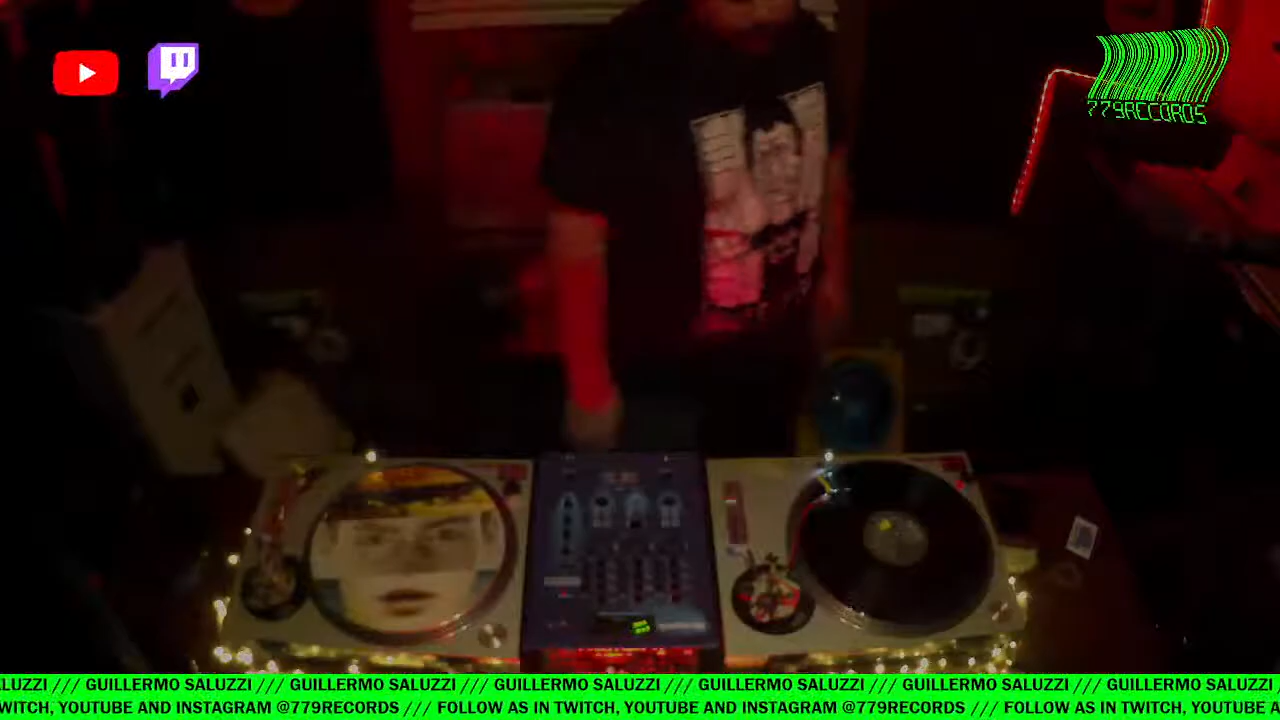 779RECORDS
LUZZI /// GUILLERMO SALUZZI /// GUILLERMO SALUZZI /// GUILLERMO SALUZZI /// GUILLERMO SALUZZI /// GUILLERMO SALUZZI /// GUILLERMO SALUZZI
WITCH, YOUTUBE AND INSTAGRAM @779RECORDS /// FOLLOW AS IN TWITCH, YOUTUBE AND INSTAGRAM @779RECORDS /// FOLLOW AS IN TWITCH, YOUTUBE A